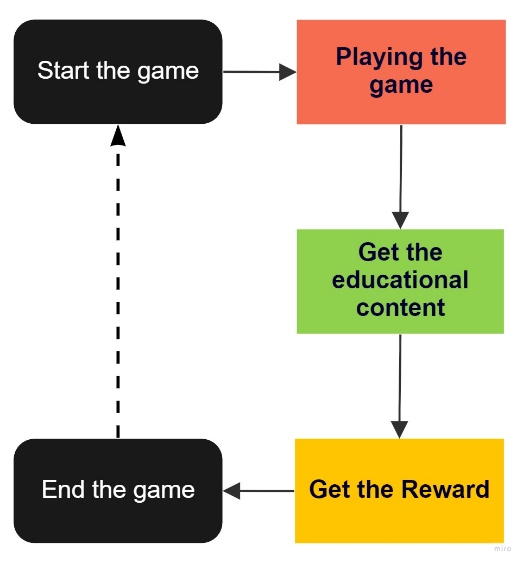 Start the game
Playing the
game
Get the
educational
content
End the game
Get the Reward
miro